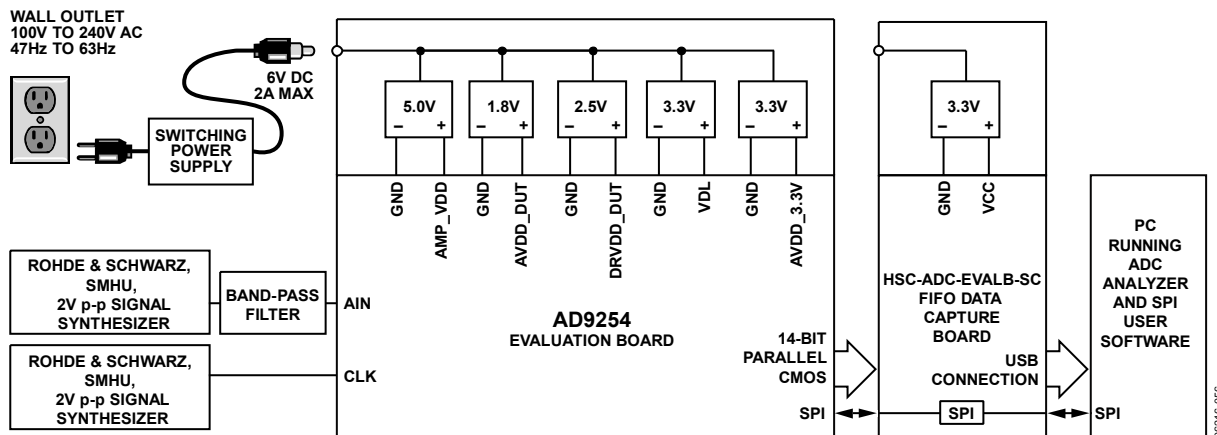 WALL OUTLET
100V TO 240V AC
47Hz TO 63Hz
6V DC
2A MAX
SWITCHING
POWER
SUPPLY
5.0V
– +
1.8V
– +
2.5V
– +
3.3V
– +
3.3V
– +
3.3V
– +
GND
AMP_VDD
GND
AVDD_DUT
GND
DRVDD_DUT
GND
VDL
GND
AVDD_3.3V
GND
VCC
ROHDE & SCHWARZ,
SMHU,
2V p-p SIGNAL
SYNTHESIZER
BAND-PASS
FILTER
AIN
ROHDE & SCHWARZ,
SMHU,
2V p-p SIGNAL
SYNTHESIZER
CLK
AD9254
EVALUATION BOARD
14-BIT
PARALLEL
CMOS
SPI
HSC-ADC-EVALB-SC
FIFO DATA
CAPTURE
BOARD
USB
CONNECTION
SPI
PC
RUNNING
ADC
ANALYZER
AND SPI
USER
SOFTWARE
SPI